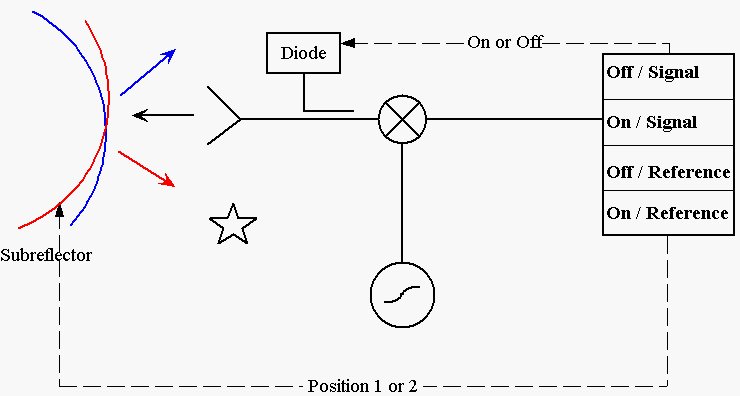 Diode
On or Off
Off / Signal
On / Signal
Off / Reference
On / Reference
Subreflector
Position 1 or 2